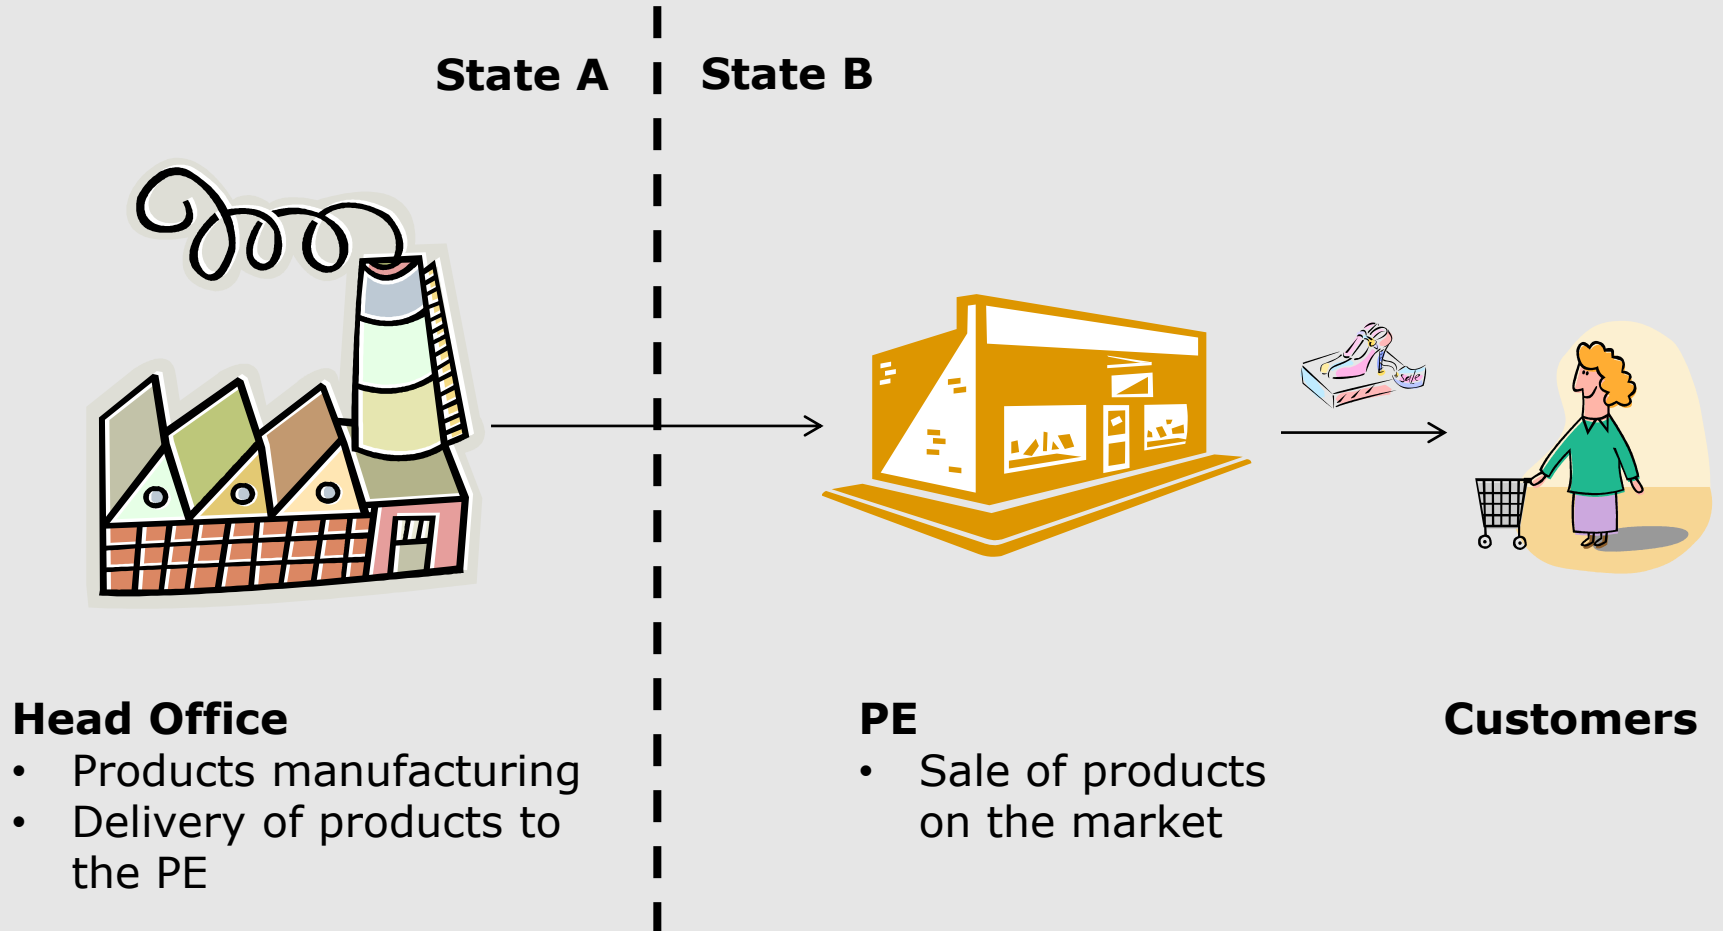 State A
State B
Sale
Head Office
• Products manufacturing
• Delivery of products to
the PE
PE
• Sale of products
on the market
Customers